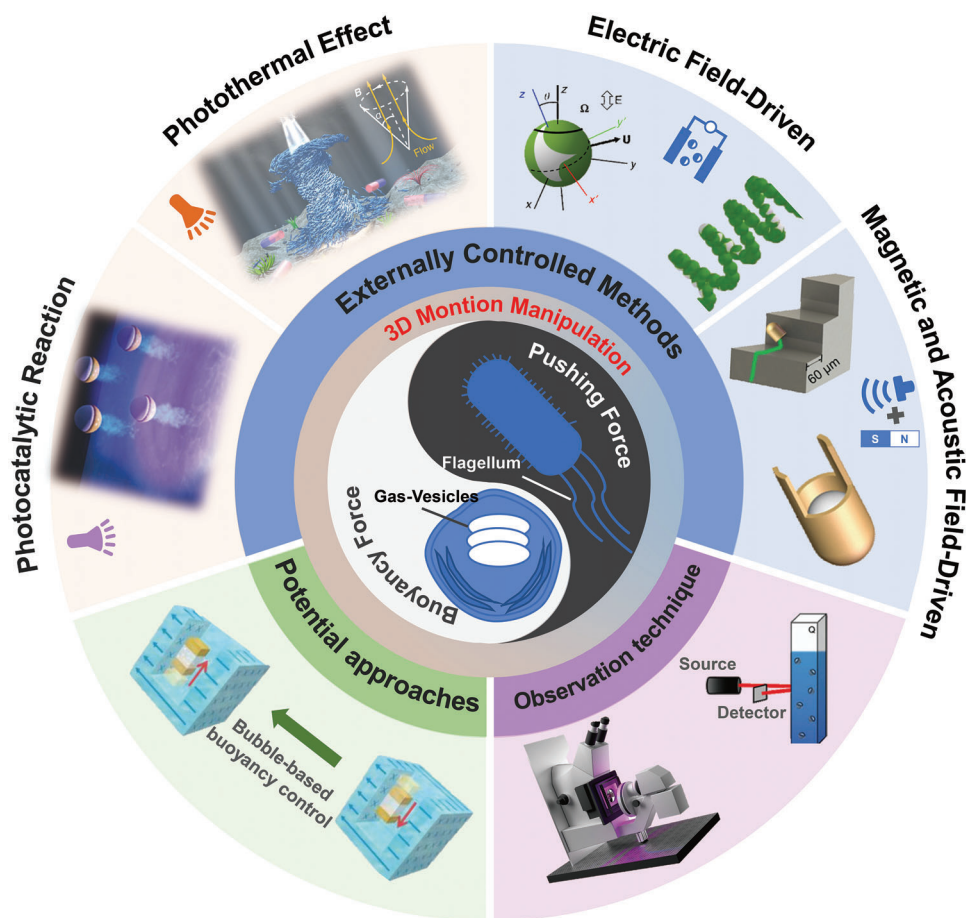 Photothermal Effect
Electric Field-Driven
Magnetic and Acoustic Field-Driven
Photocatalytic Reaction
Externally Controlled Methods
3D Montion Manipulation
Pushing Force
Flagellum
Gas-Vesicles
Buoyancy Force
Potential approaches
Observation technique
B
α
Flow
z
θ
z
Ω
E
y'
U
y
x
x'
60 μm
S N
Source
Detector
Q
Bubble-based
buoyancy control